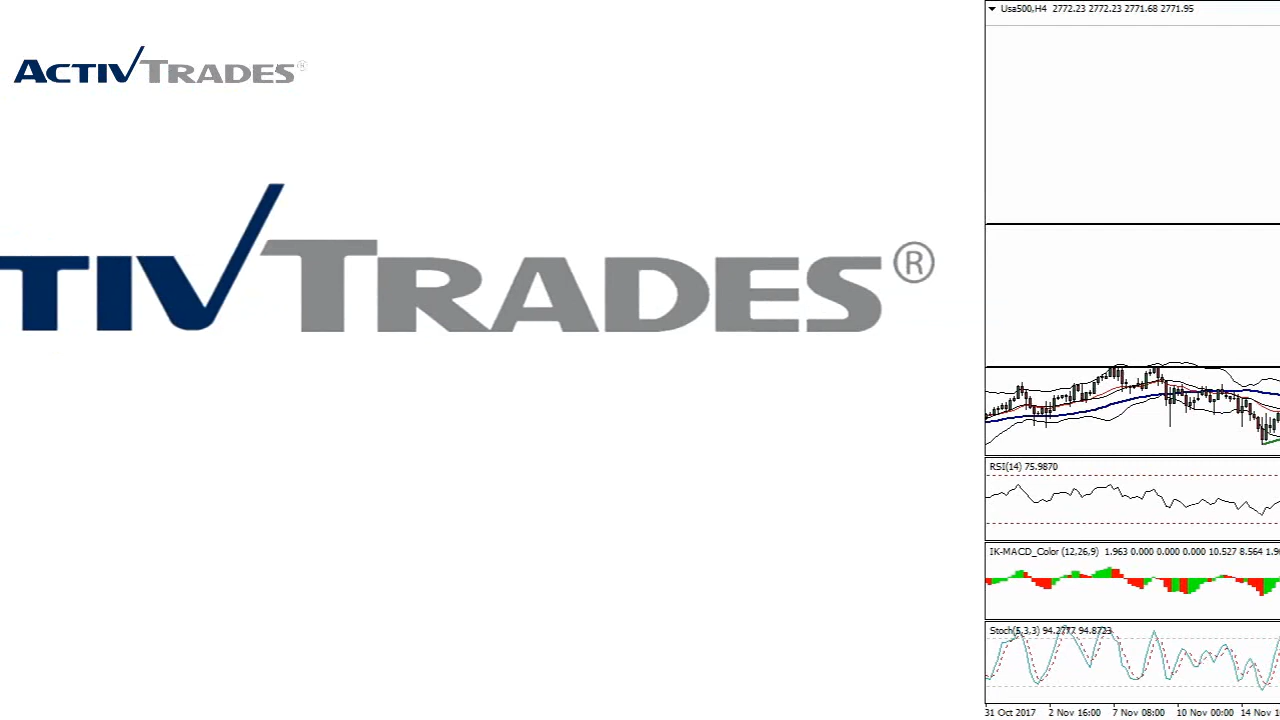 ACTIVTRADES®
TIVTRADES®
Usa500,H4 2772.23 2772.23 2771.68 2771.95
RSI(14) 75.9870
IK-MACD_Color (12,26,9) 1.963 0.000 0.000 0.000 10.527 8.564
Stoch(5,3,3) 94.2777 94.8723
31 Oct 2017 2 Nov 16:00 7 Nov 08:00 10 Nov 00:00 14 Nov